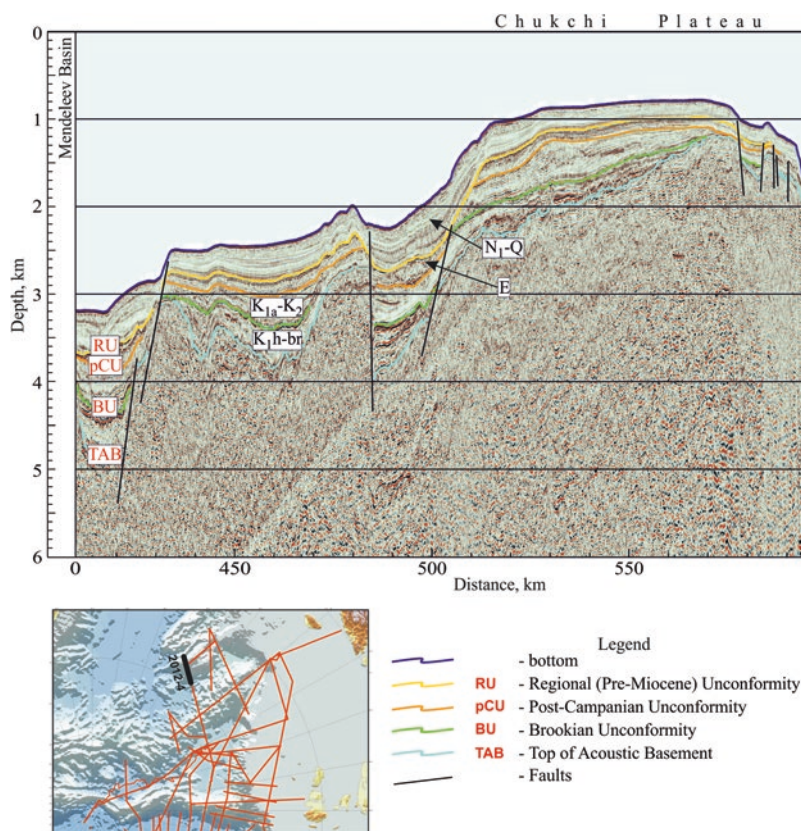 Chukchi Plateau
Mendeleev Basin
Depth, km
0
1
2
3
4
5
6
N1-Q
E
K1a-K2
K1h-br
RU
pCU
BU
TAB
0 450 500 550
Distance, km
2012-4
Legend
- bottom
RU - Regional (Pre-Miocene) Unconformity
pCU - Post-Campanian Unconformity
BU - Brookian Unconformity
TAB - Top of Acoustic Basement
- Faults